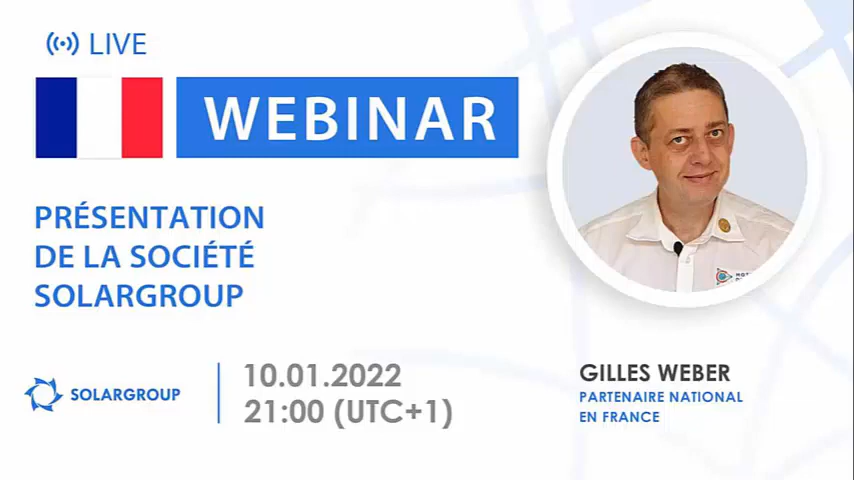 LIVE
WEBINAR
PRÉSENTATION
DE LA SOCIÉTÉ
SOLARGROUP
SOLARGROUP
10.01.2022
21:00 (UTC+1)
GILLES WEBER
PARTENAIRE NATIONAL
EN FRANCE